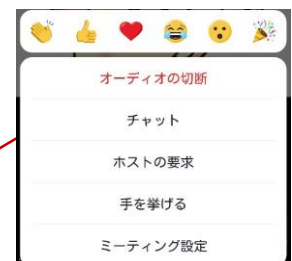 オーディオの切断
チャット
ホストの要求
手を挙げる
ミーティング設定